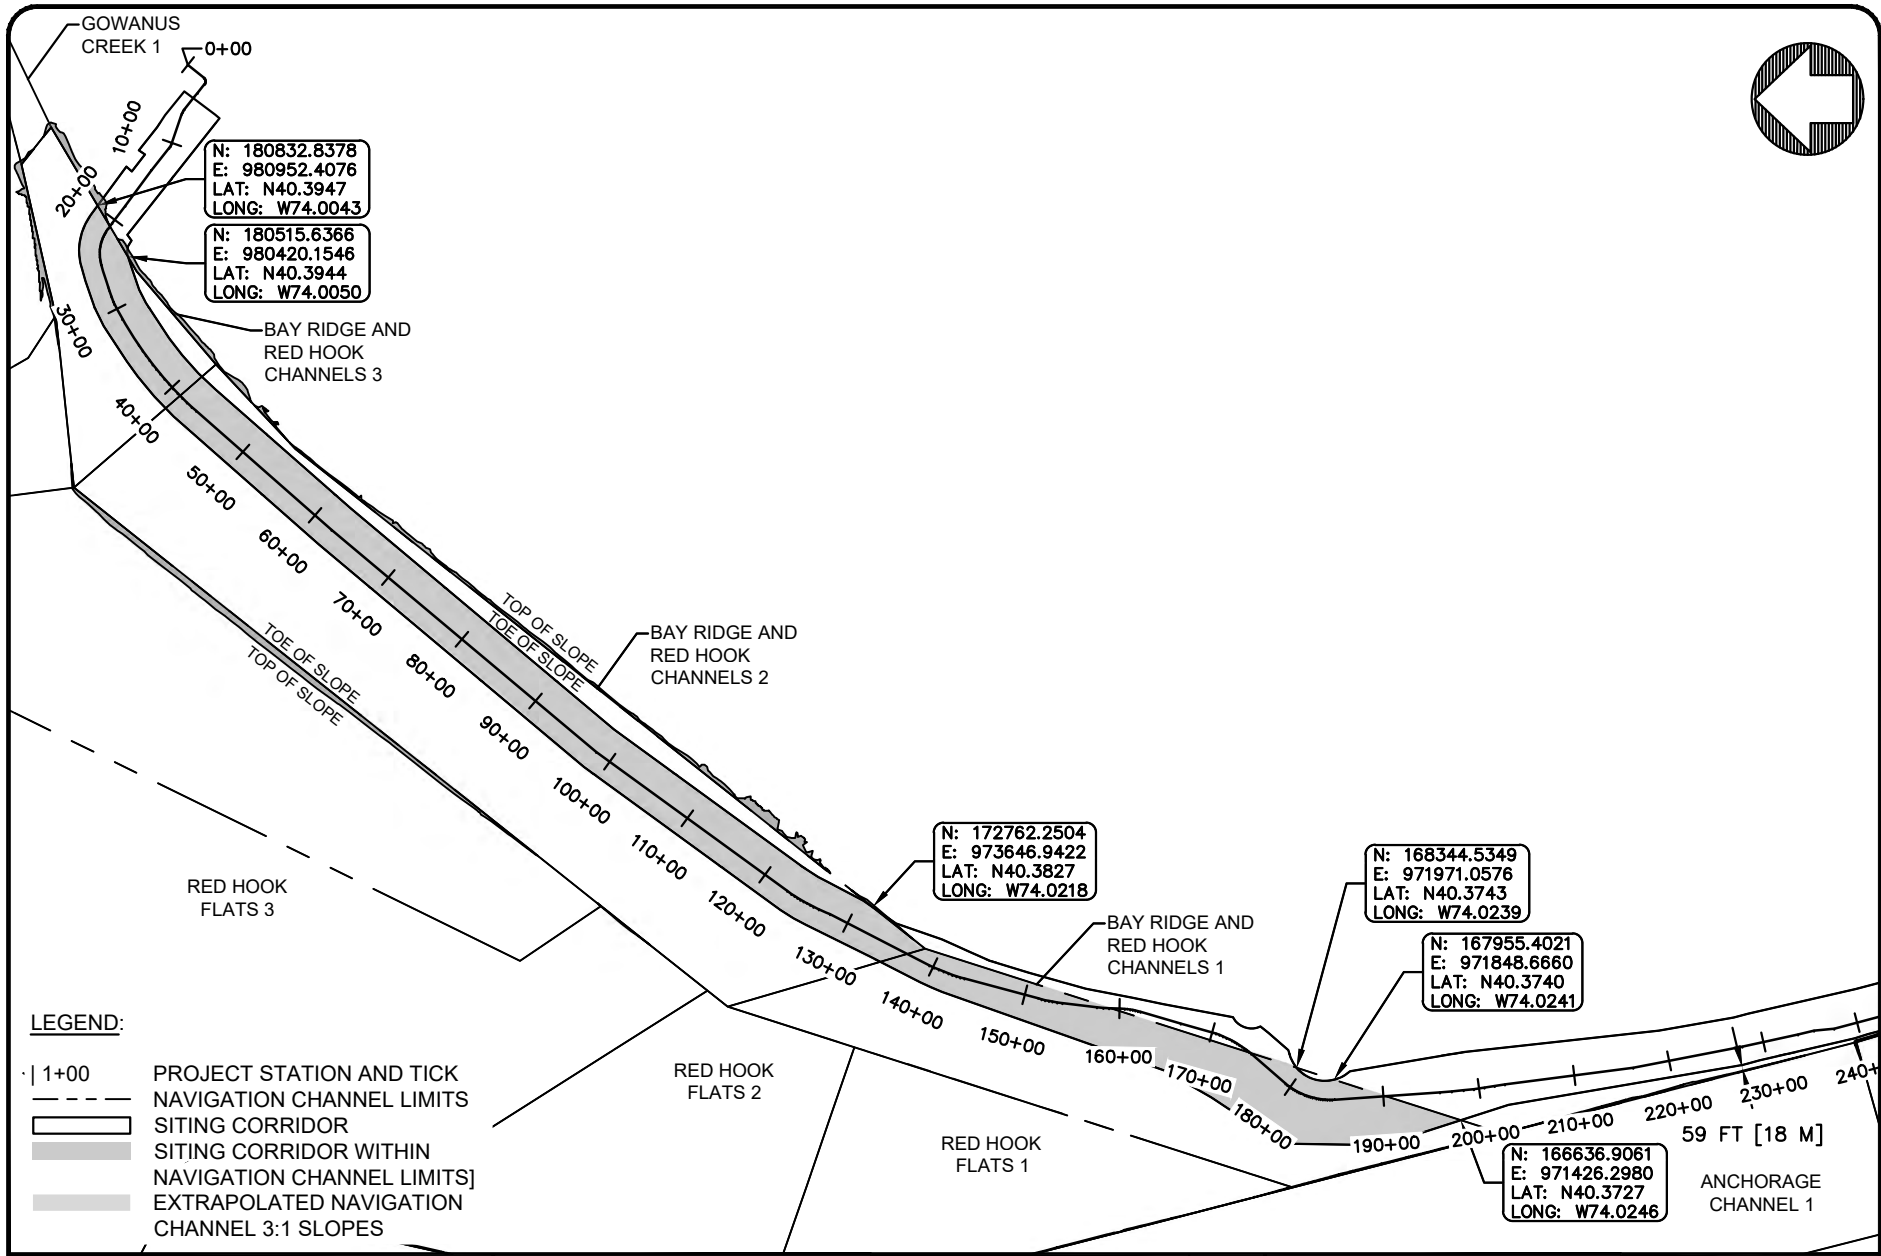 GOWANUS
CREEK 1
0+00
10+00
20+00
N: 180832.8378
E: 980952.4076
LAT: N40.3947
LONG: W74.0043
N: 180515.6366
E: 980420.1546
LAT: N40.3944
LONG: W74.0050
BAY RIDGE AND
RED HOOK
CHANNELS 3
30+00
40+00
50+00
60+00
70+00
80+00
90+00
100+00
110+00
120+00
130+00
140+00
150+00
160+00
170+00
180+00
190+00
200+00
210+00
220+00
230+00
240+
TOP OF SLOPE
TOE OF SLOPE
TOE OF SLOPE
TOP OF SLOPE
BAY RIDGE AND
RED HOOK
CHANNELS 2
N: 172762.2504
E: 973646.9422
LAT: N40.3827
LONG: W74.0218
BAY RIDGE AND
RED HOOK
CHANNELS 1
N: 168344.5349
E: 971971.0576
LAT: N40.3743
LONG: W74.0239
N: 167955.4021
E: 971848.6660
LAT: N40.3740
LONG: W74.0241
59 FT [18 M]
N: 166636.9061
E: 971426.2980
LAT: N40.3727
LONG: W74.0246
ANCHORAGE
CHANNEL 1
RED HOOK
FLATS 3
RED HOOK
FLATS 2
RED HOOK
FLATS 1
LEGEND:
1+00 PROJECT STATION AND TICK
NAVIGATION CHANNEL LIMITS
SITING CORRIDOR
SITING CORRIDOR WITHIN
NAVIGATION CHANNEL LIMITS]
EXTRAPOLATED NAVIGATION
CHANNEL 3:1 SLOPES